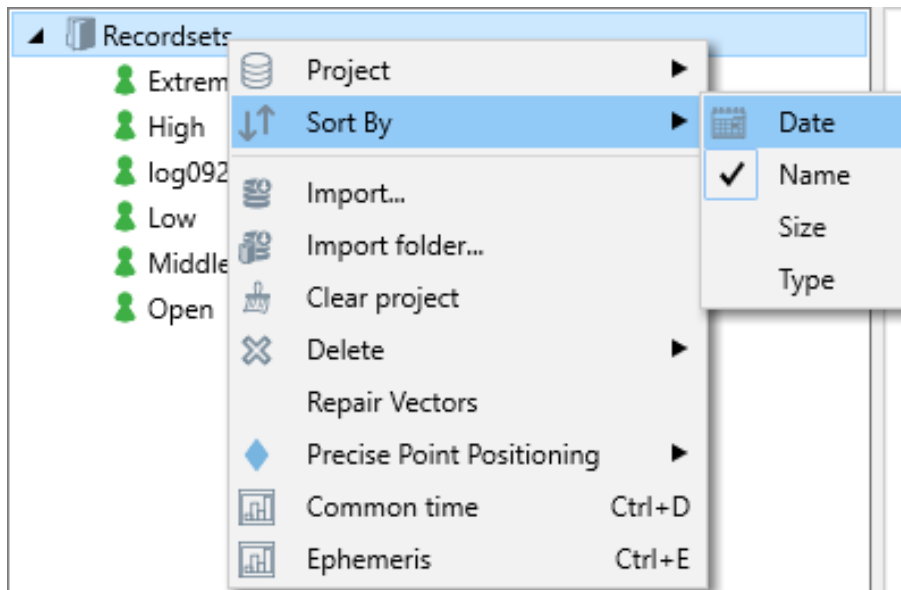 Recordsets
Extrem
High
log092
Low
Middle
Open
Project
Sort By
Import...
Import folder...
Clear project
Delete
Repair Vectors
Precise Point Positioning
Common time Ctrl+D
Ephemeris Ctrl+E
Date
Name
Size
Type